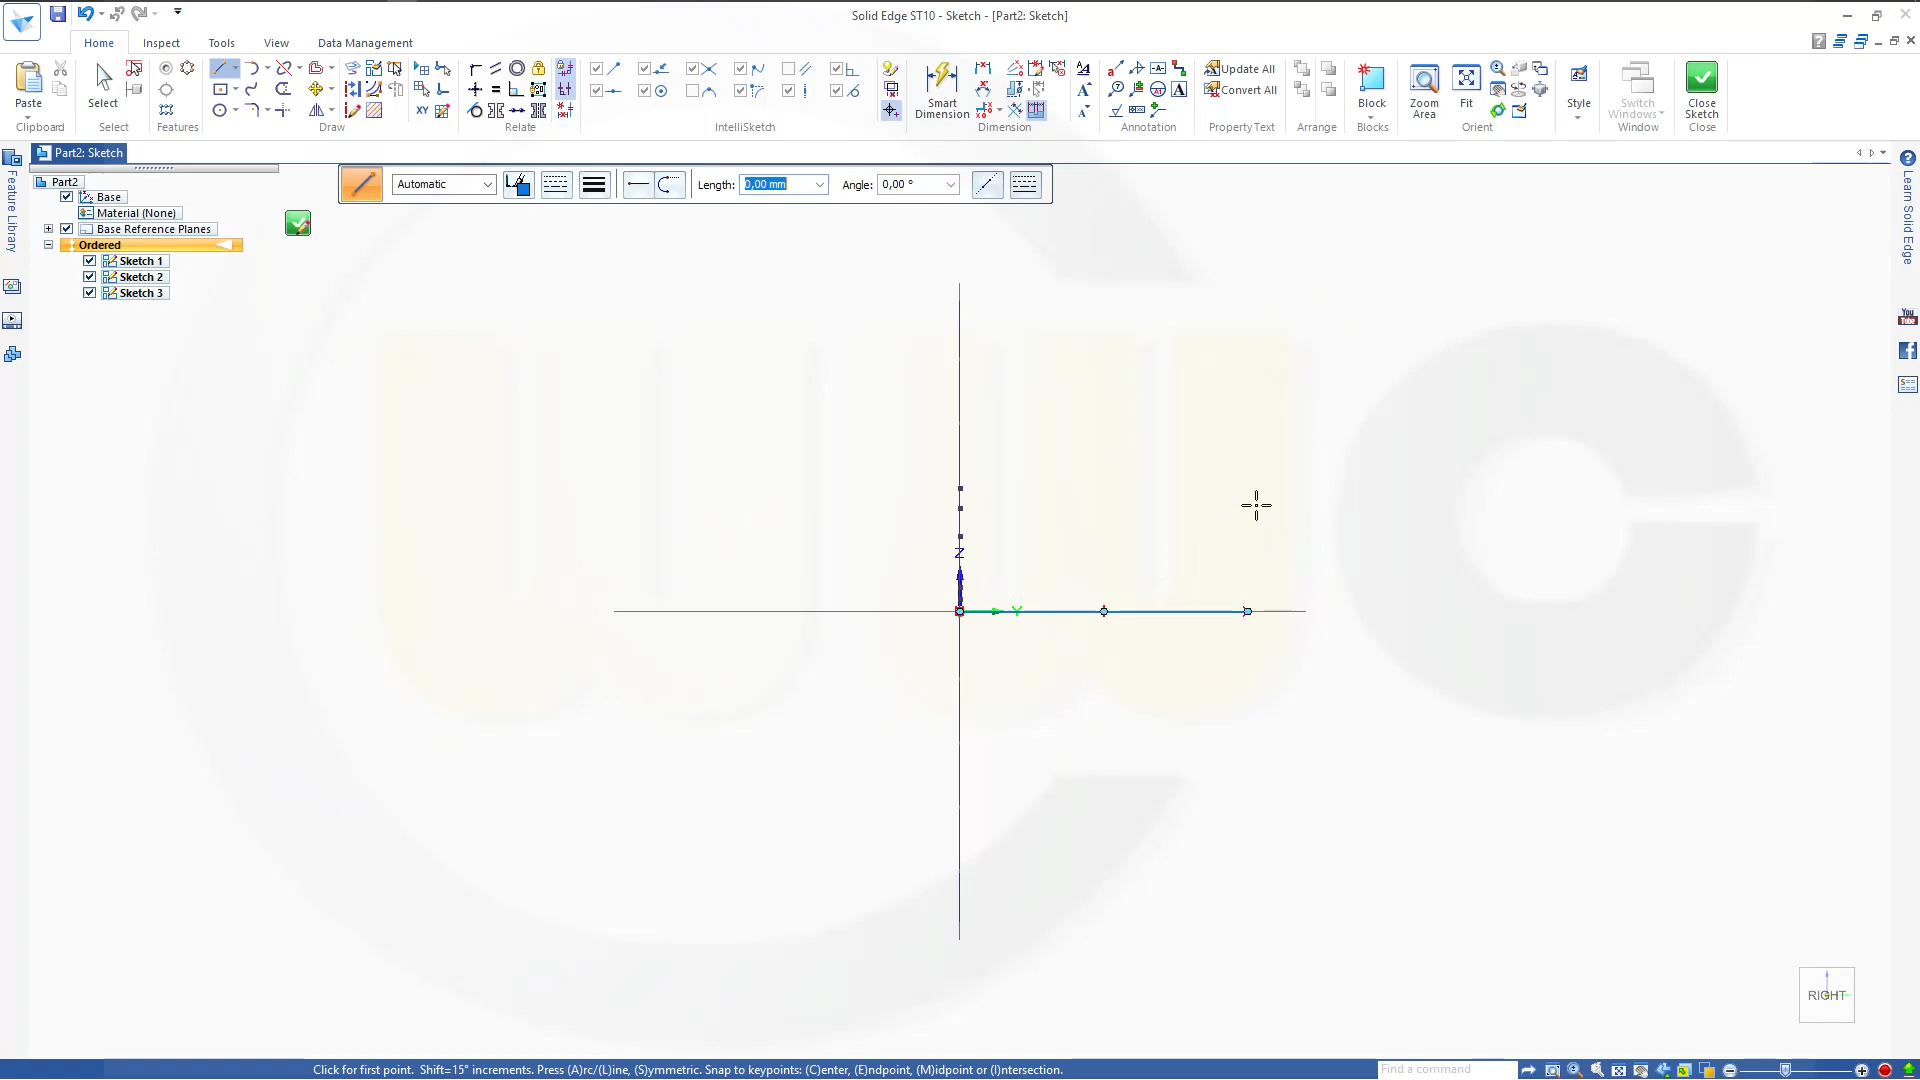 Solid Edge ST10 - Sketch - [Part2: Sketch]
Home
Inspect
Tools
View
Data Management
Paste
Clipboard
Select
Select
Features
Draw
Relate
IntelliSketch
Smart
Dimension
Dimension
Annotation
Update All
Convert All
PropertyText
Arrange
Block
Blocks
Zoom
Area
Fit
Orient
Style
Switch
Windows
Window
Close
Sketch
Close
Part2: Sketch
Automatic
Length:
0,00 mm
Angle:
0,00 °
Part2
Base
Material (None)
Base Reference Planes
Ordered
Sketch 1
Sketch 2
Sketch 3
Feature Library
Learn Solid Edge
You
Tube
Z
Y
RIGHT
Click for first point. Shift=15° increments. Press (A)rc/(L)ine, (S)ymmetric. Snap to keypoints: (C)enter, (E)ndpoint, (M)idpoint or (I)ntersection.
Find a command